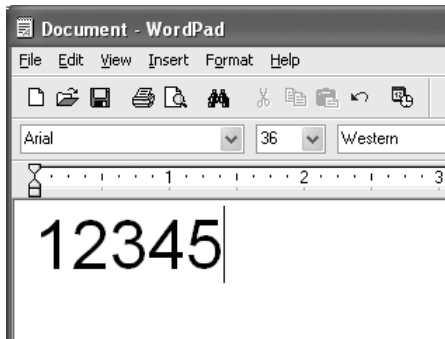 Document - WordPad
File Edit View Insert Format Help
Arial 36 Western
1 2 3
12345